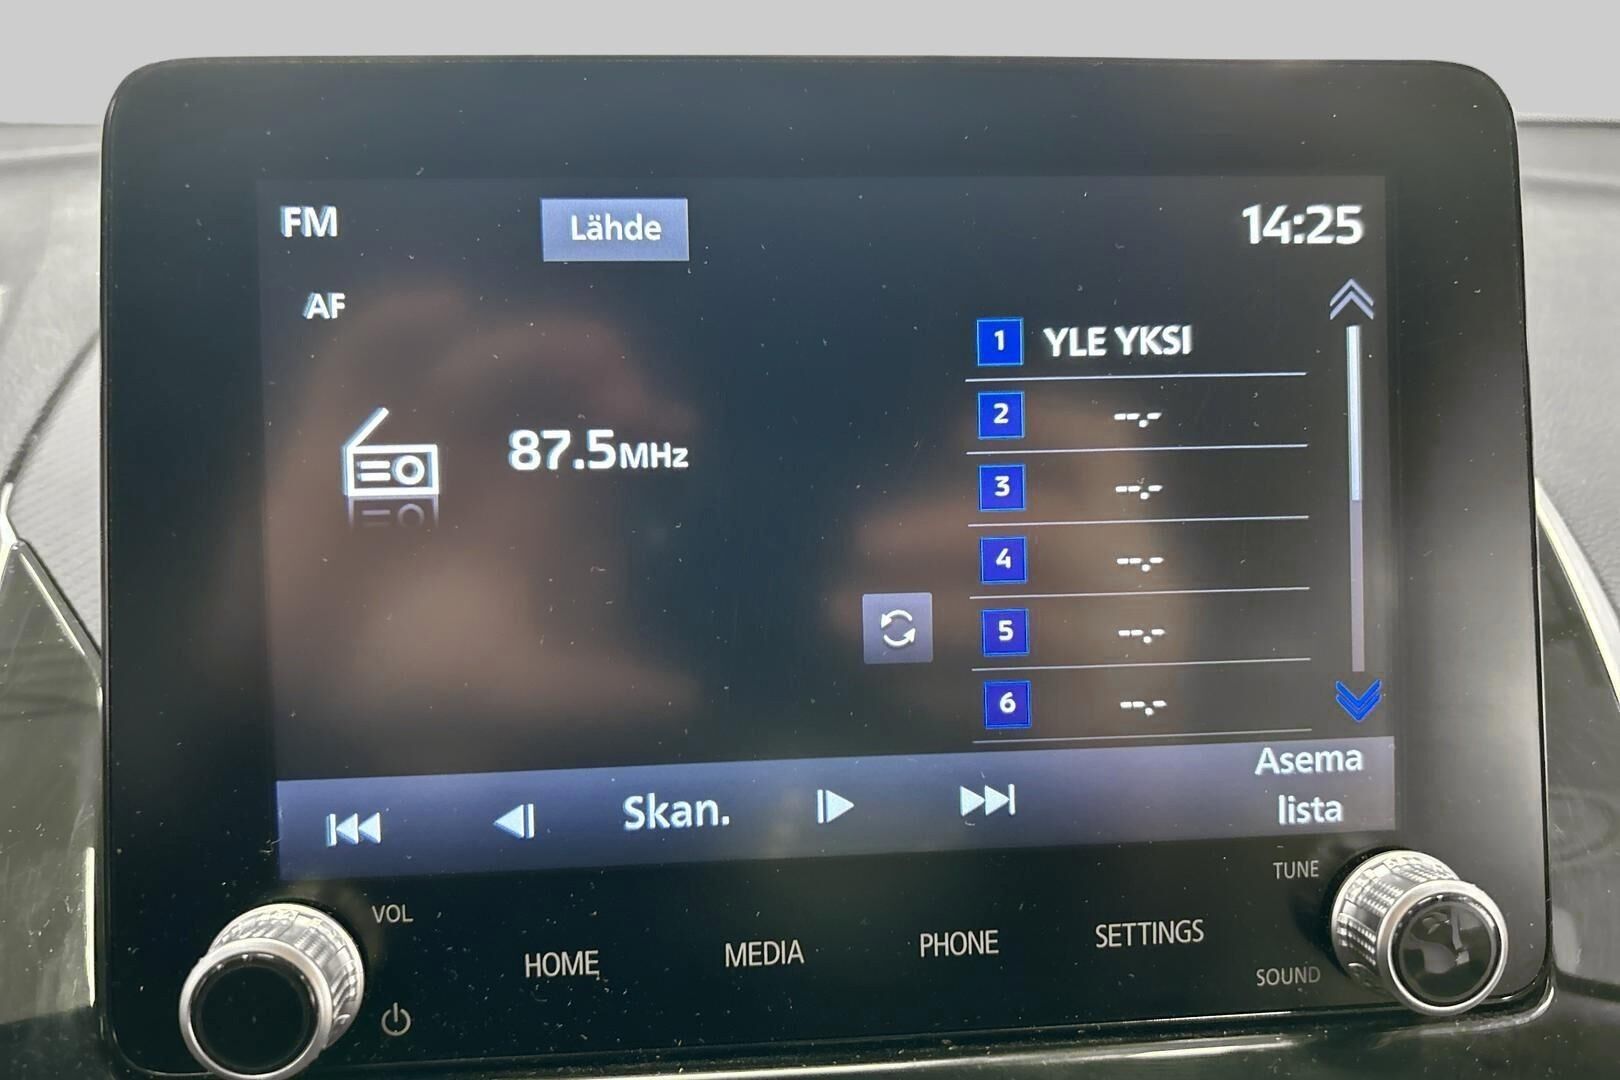 FM
Lähde
14:25
AF
87.5MHz
1 YLE YKSI
2 --.-
3 --.-
4 --.-
5 --.-
6 --.-
Skan.
Asema
lista
VOL
HOME
MEDIA
PHONE
SETTINGS
TUNE
SOUND